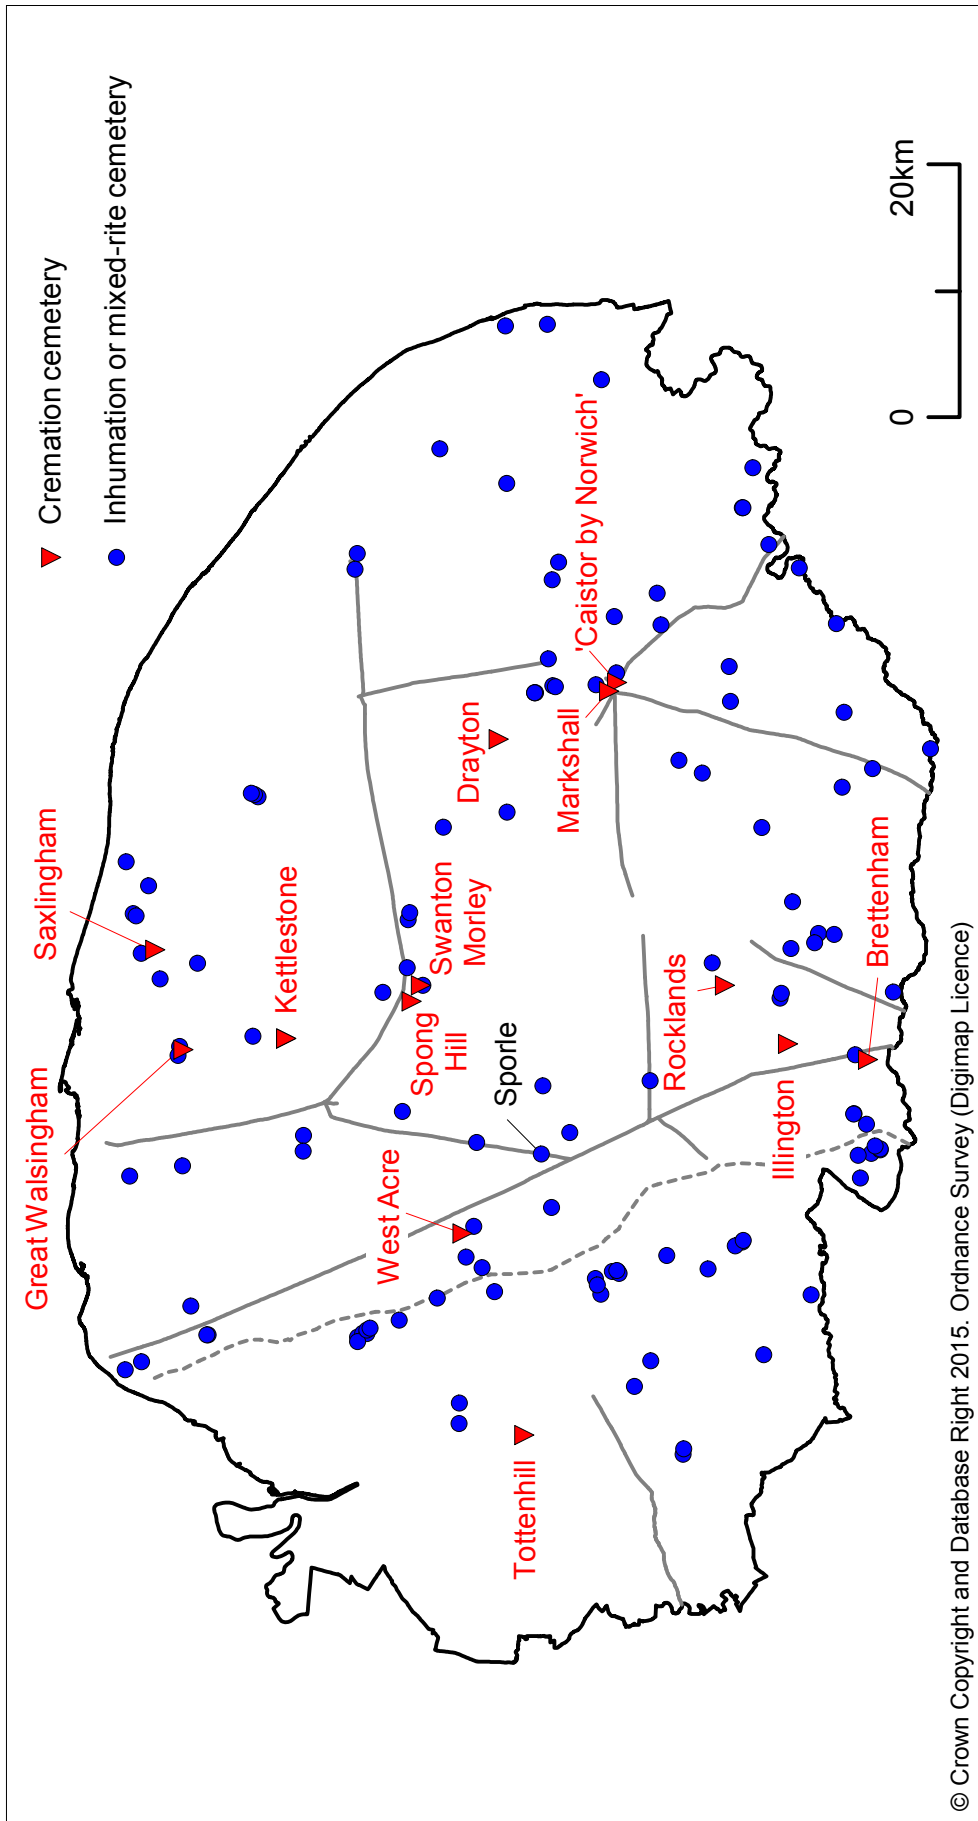 Cremation cemetery
Inhumation or mixed-rite cemetery
Great Walsingham
Saxlingham
Kettlestone
Spong
Hill
Swanton
Morley
Drayton
West Acre
Sporle
Tottenhill
Markshall
'Caistor by Norwich'
Rocklands
Illington
Brettenham
0
20km
© Crown Copyright and Database Right 2015. Ordnance Survey (Digimap Licence)